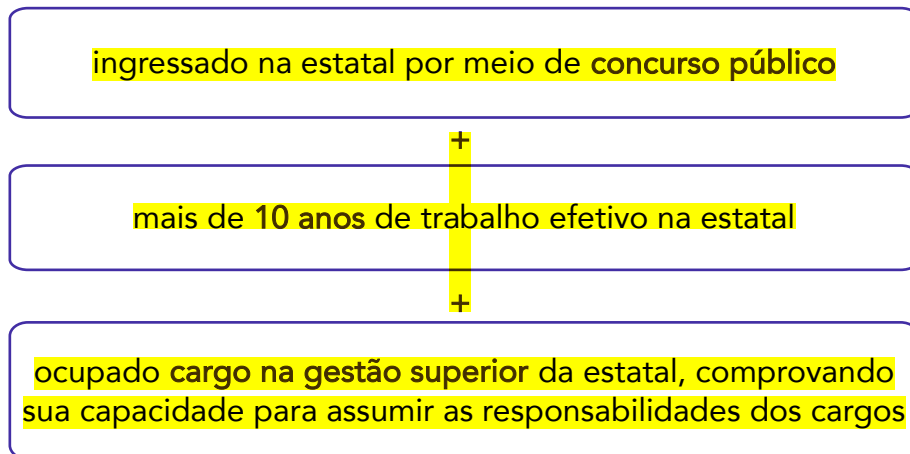 ingressado na estatal por meio de concurso público
+
mais de 10 anos de trabalho efetivo na estatal
+
ocupado cargo na gestão superior da estatal, comprovando
sua capacidade para assumir as responsabilidades dos cargos